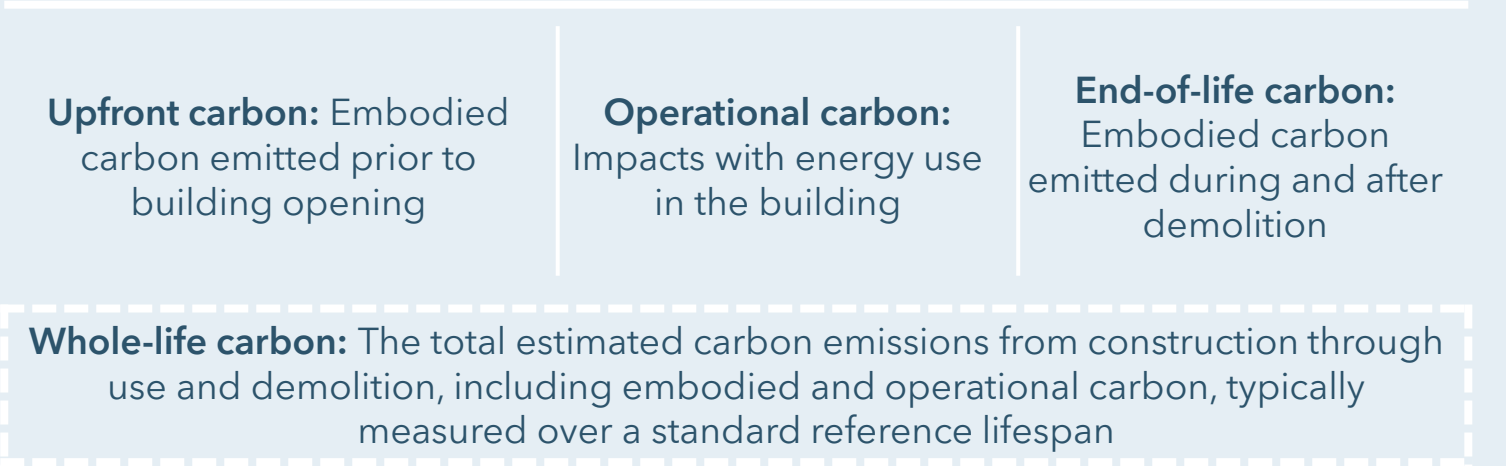 Upfront carbon: Embodied
carbon emitted prior to
building opening
Operational carbon:
Impacts with energy use
in the building
End-of-life carbon:
Embodied carbon
emitted during and after
demolition
Whole-life carbon: The total estimated carbon emissions from construction through
use and demolition, including embodied and operational carbon, typically
measured over a standard reference lifespan